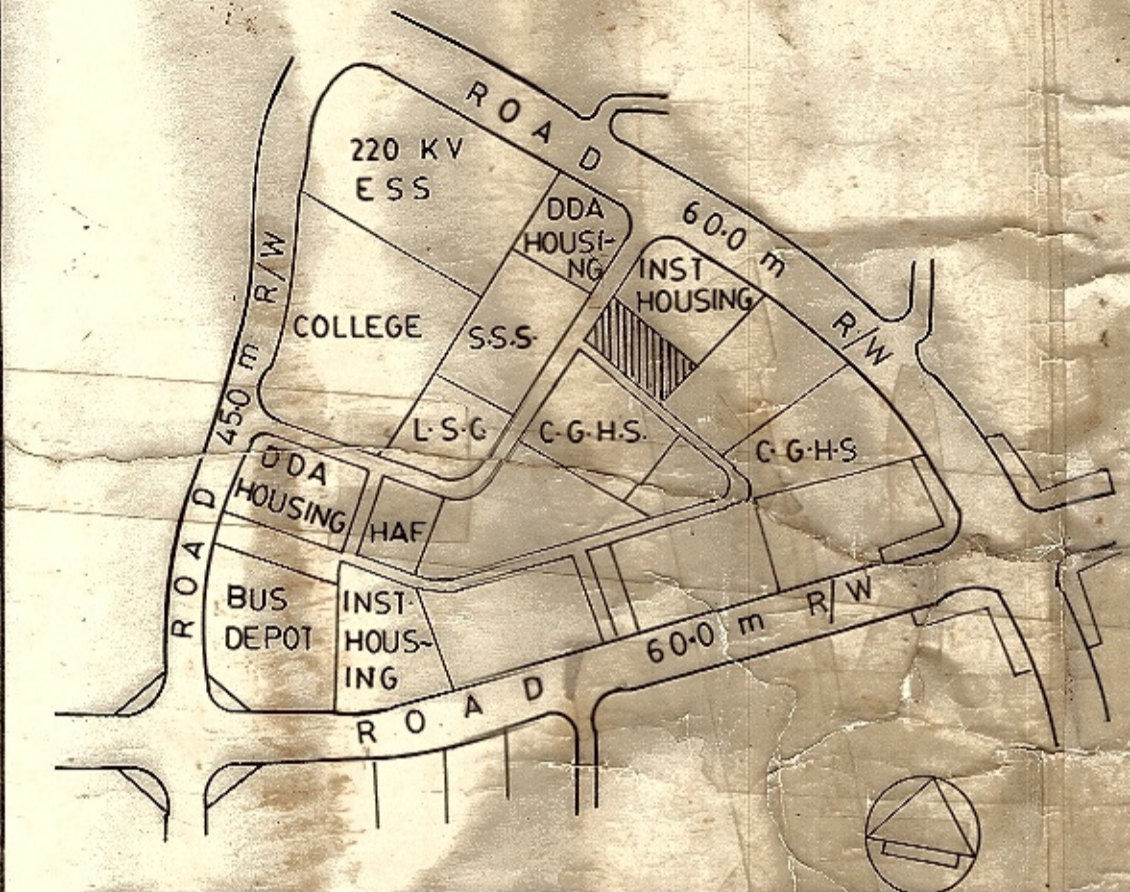 ROAD
60·0 m R/W
220 KV
ESS
DDA
HOUSI-
NG
INST
HOUSING
45·0 m R/W
ROAD
COLLEGE
S.S.S.
L·S·C
C·G·H·S.
C·G·H·S
DDA
HOUSING
HAF
BUS
DEPOT
INST·
HOUS-
ING
ROAD
60·0 m R/W